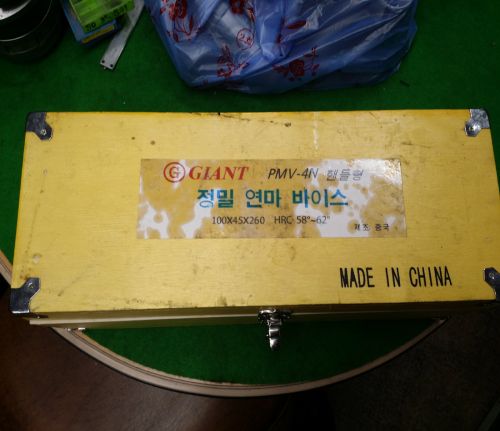 G GIANT PMV-4N 핸들형
정밀 연마 바이스
100X45X260 HRC 58°~62°
제조:중국
MADE IN CHINA